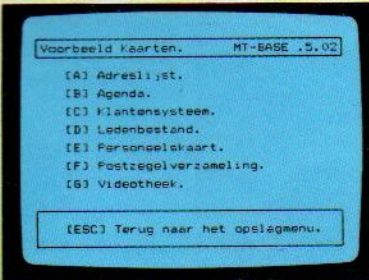 Voorbeeld Kaarten. MT-BASE .5.02
[A] Adreslijst.
[B] Agenda.
[C] Klantensysteem.
[D] Ledenbestand.
[E] Personeelskaart.
[F] Postzegelverzameling.
[G] Videotheek.
[ESC] Terug naar het opslagmenu.